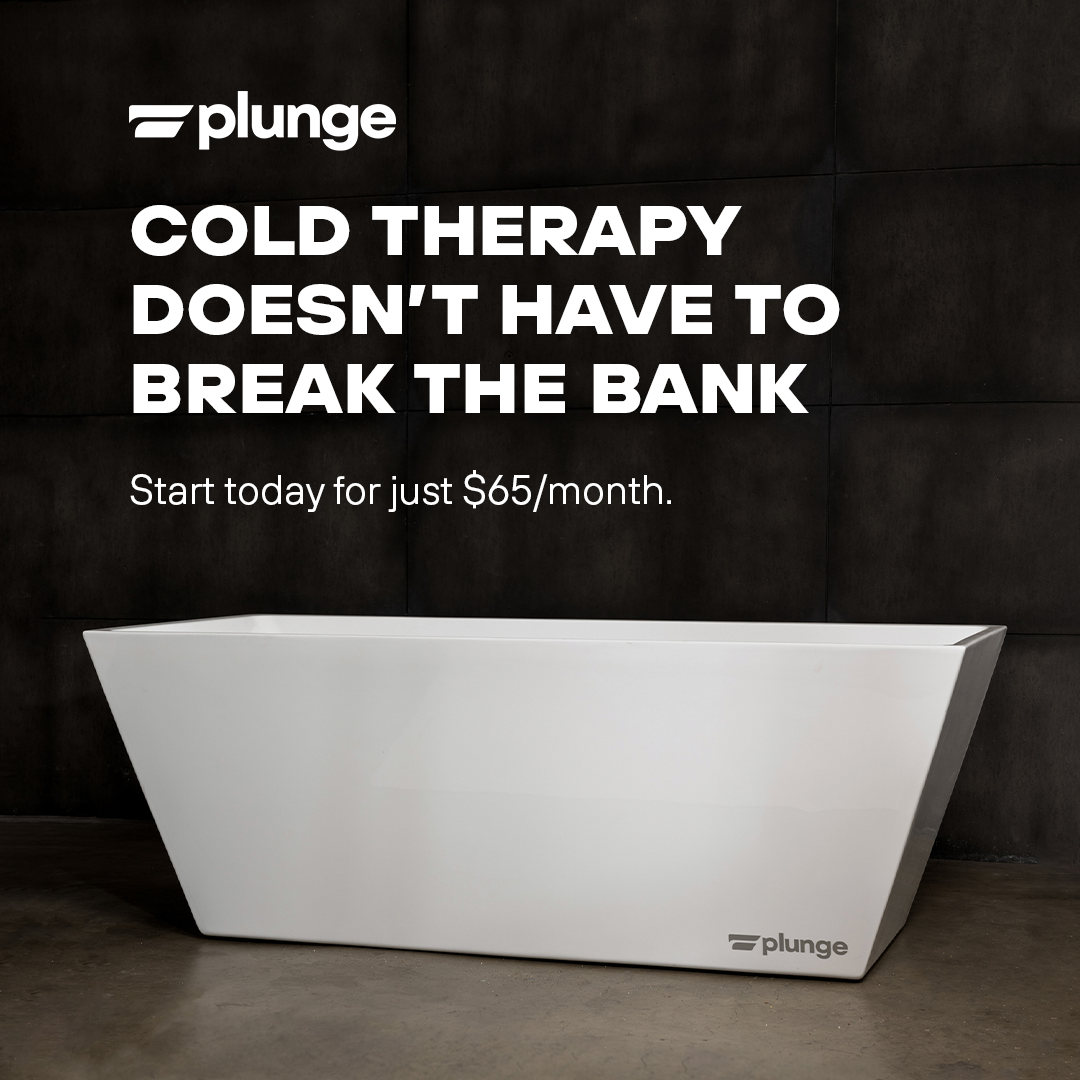 plunge
COLD THERAPY
DOESN'T HAVE TO
BREAK THE BANK
Start today for just $65/month.
plunge